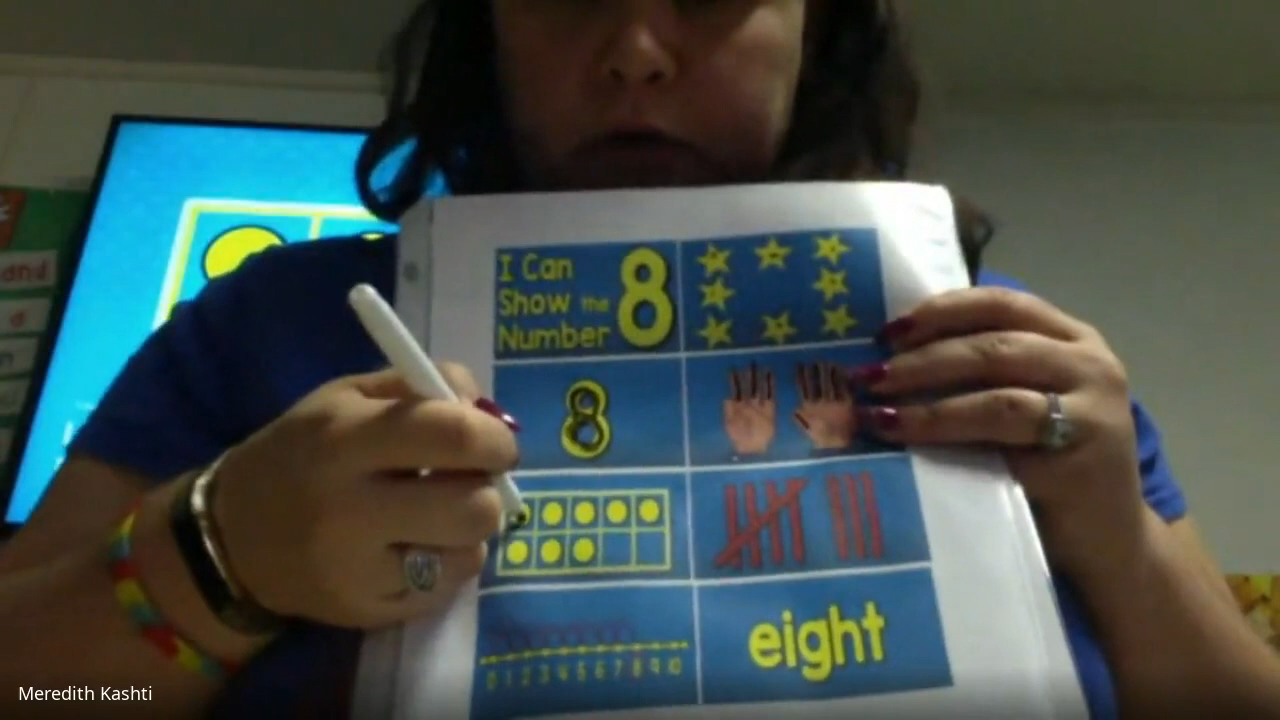 I Can
Show the
Number
8
8
0 1 2 3 4 5 6 7 8 9 10
eight
and
Meredith Kashti